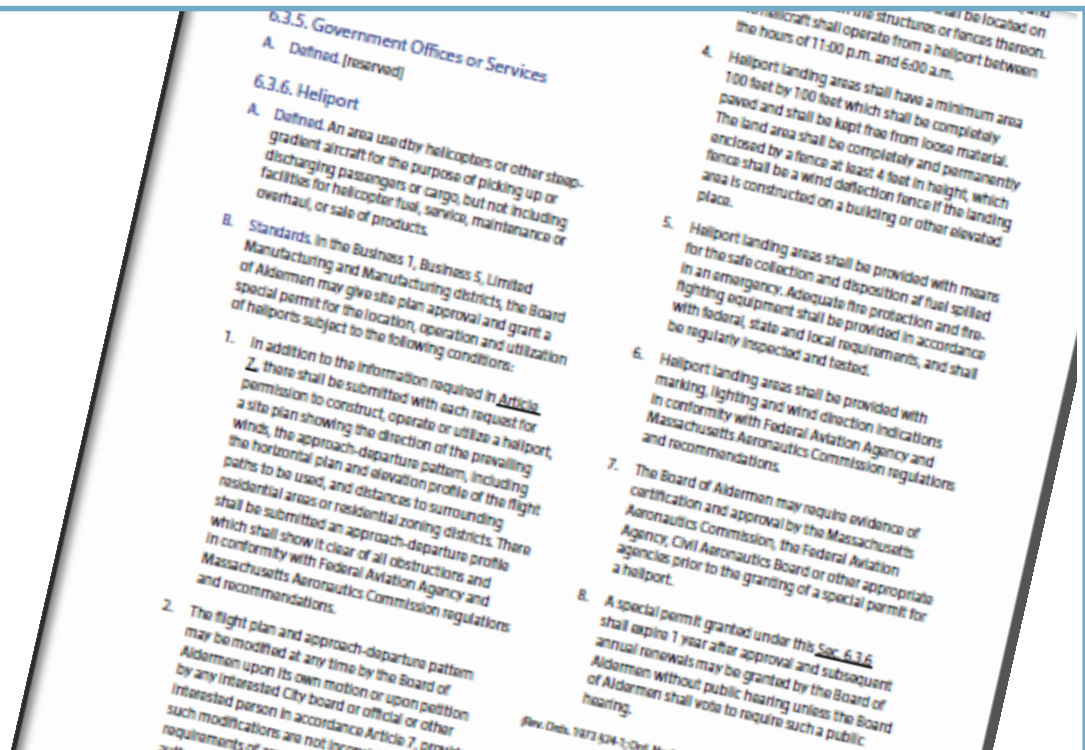 6.3.5. Government Offices or Services
A. Defined. [reserved]
6.3.6. Heliport
A. Defined. An area used by helicopters or other steep-
gradient aircraft for the purpose of picking up or
discharging passengers or cargo, but not including
facilities for helicopter fuel, service, maintenance or
overhaul, or sale of products.
B. Standards. In the Business 1, Business 5, Limited
Manufacturing and Manufacturing districts, the Board
of Aldermen may give site plan approval and grant a
special permit for the location, operation and utilization
of heliports subject to the following conditions:
1. In addition to the information required in Article
7, there shall be submitted with each request for
permission to construct, operate or utilize a heliport,
a site plan showing the direction of the prevailing
winds, the approach-departure pattern, including
the horizontal plan and elevation profile of the flight
paths to be used, and distances to surrounding
residential areas or residential zoning districts. There
shall be submitted an approach-departure profile
which shall show it clear of all obstructions and
in conformity with Federal Aviation Agency and
Massachusetts Aeronautics Commission regulations
and recommendations.
2. The flight plan and approach-departure pattern
may be modified at any time by the Board of
Aldermen upon its own motion or upon petition
by any interested City board or official or other
interested person in accordance Article 7, provided
such modifications are not
requirements of
shall be located on
the structures or fences thereon.
helicraft shall operate from a heliport between
the hours of 11:00 p.m. and 6:00 a.m.
4. Heliport landing areas shall have a minimum area
100 feet by 100 feet which shall be completely
paved and shall be kept free from loose material.
The land area shall be completely and permanently
enclosed by a fence at least 4 feet in height, which
fence shall be a wind deflection fence if the landing
area is constructed on a building or other elevated
place.
5. Heliport landing areas shall be provided with means
for the safe collection and disposition of fuel spilled
in an emergency. Adequate fire protection and fire-
fighting equipment shall be provided in accordance
with federal, state and local requirements, and shall
be regularly inspected and tested.
6. Heliport landing areas shall be provided with
marking, lighting and wind direction indications
in conformity with Federal Aviation Agency and
Massachusetts Aeronautics Commission regulations
and recommendations.
7. The Board of Aldermen may require evidence of
certification and approval by the Massachusetts
Aeronautics Commission, the Federal Aviation
Agency, Civil Aeronautics Board or other appropriate
agencies prior to the granting of a special permit for
a heliport.
8. A special permit granted under this Sec. 6.3.6
shall expire 1 year after approval and subsequent
annual renewals may be granted by the Board of
Aldermen without public hearing unless the Board
of Aldermen shall vote to require such a public
hearing.
(Rev. Ords. 1973 §24-1; Ord.